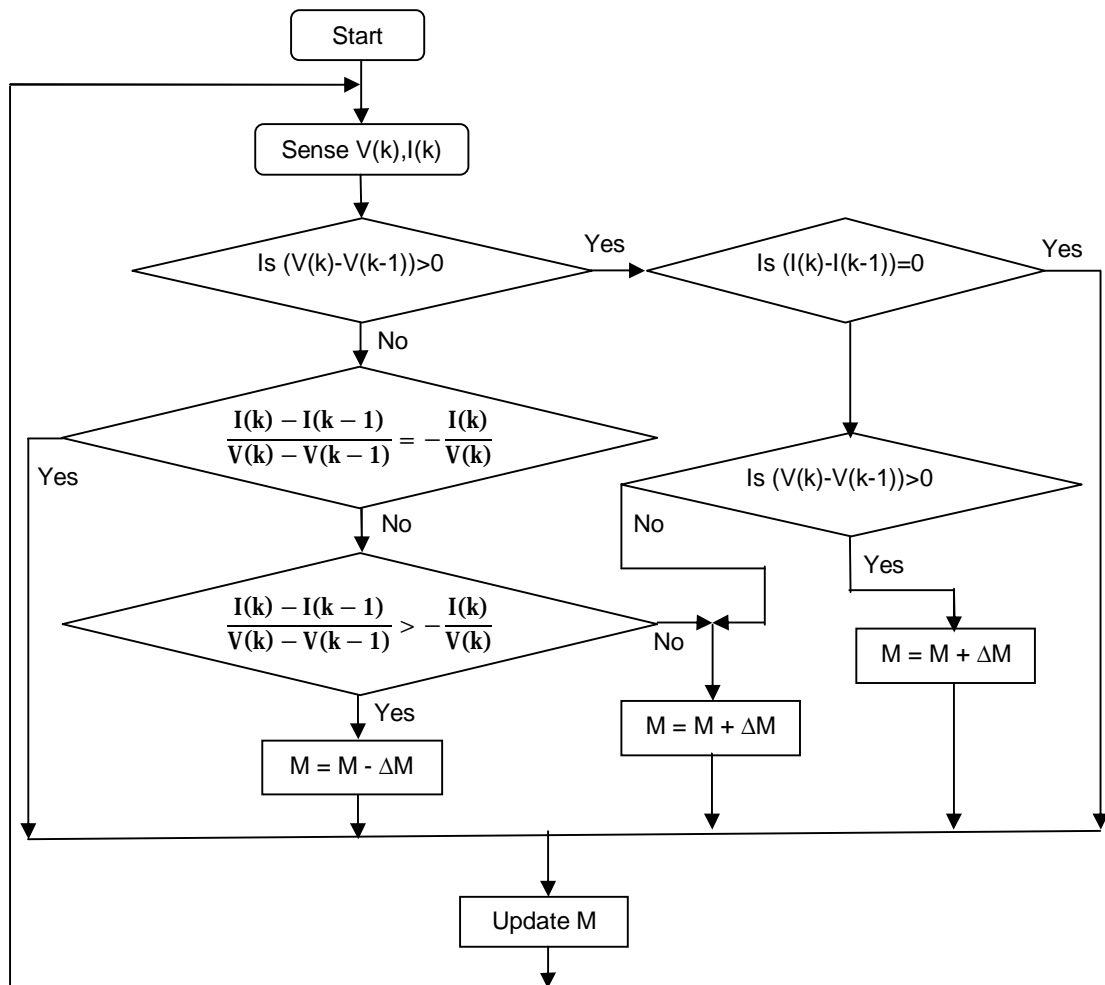 Start
Sense V(k),I(k)
Is (V(k)-V(k-1))>0
Yes
Is (I(k)-I(k-1))=0
Yes
No
I(k) − I(k − 1)
V(k) − V(k − 1)
= −
I(k)
V(k)
Yes
Is (V(k)-V(k-1))>0
No
No
Yes
I(k) − I(k − 1)
V(k) − V(k − 1)
> −
I(k)
V(k)
No
M = M + ∆M
Yes
M = M + ∆M
M = M - ∆M
Update M